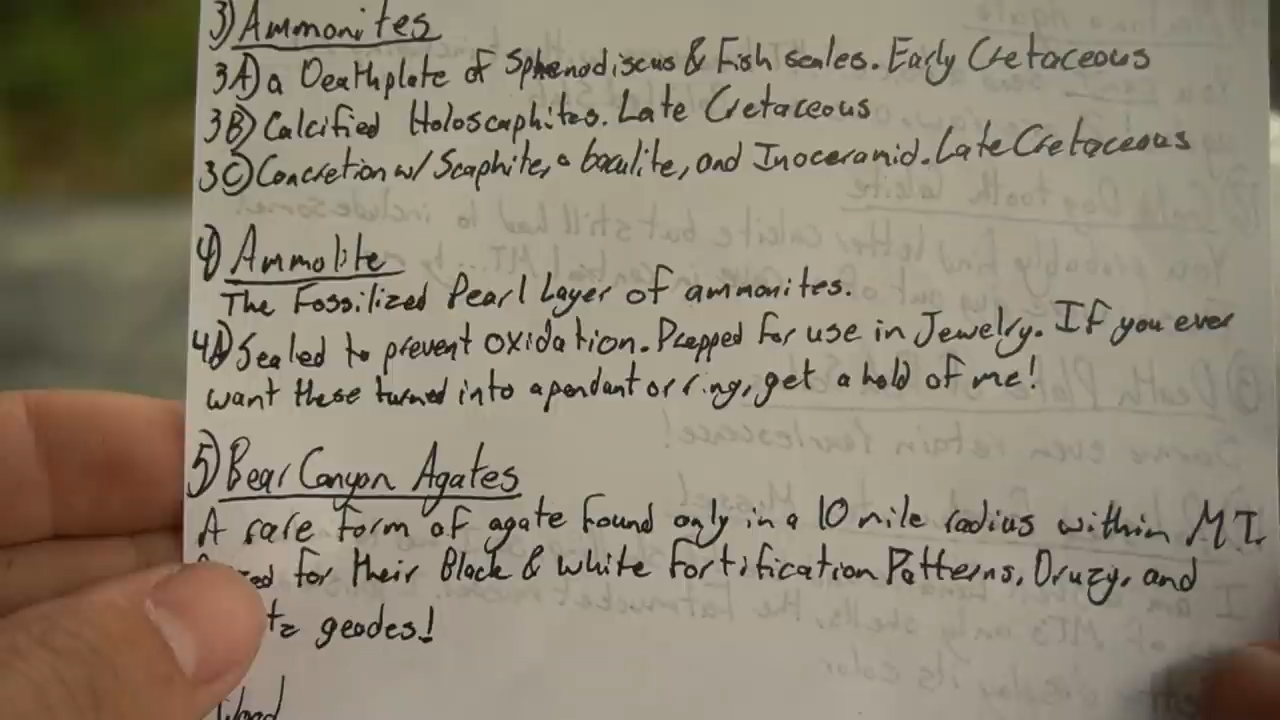 3) Ammonites
3A) a Deathplate of Sphenodiscus & Fish scales. Early Cretaceous
3B) Calcified Holoscaphites. Late Cretaceous
3C) Concretion w/ Scaphite, a baculite, and Inoceramid. Late Cretaceous
4) Ammolite
The Fossilized Pearl Layer of ammonites.
4A) Sealed to prevent oxidation. Prepped for use in Jewelry. If you ever
want these turned into a pendant or ring, get a hold of me!
5) Bear Canyon Agates
A rare form of agate found only in a 10 mile radius within MT.
for their Black & white fortification Patterns, Druzy, and
geodes!